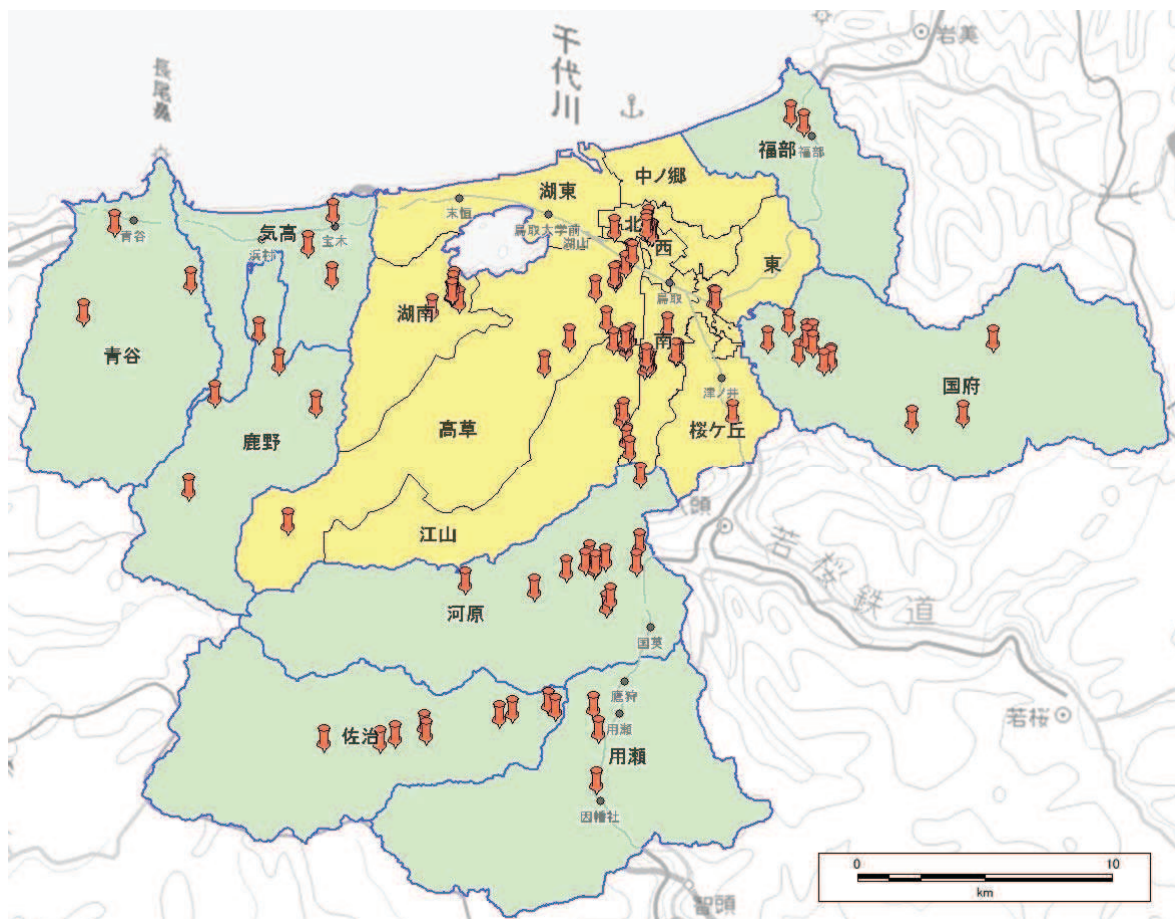 岩美
千代川
長尾鼻
福部
福部
中ノ郷
湖東
末恒
鳥取大学前
湖山
北
西
東
青谷
気高
宝木
浜村
鳥取
湖南
南
国府
青谷
津ノ井
高草
桜ケ丘
鹿野
八頭
江山
若桜鉄道
河原
国英
鷹狩
用瀬
若桜
佐治
用瀬
因幡社
0 10
km
智頭